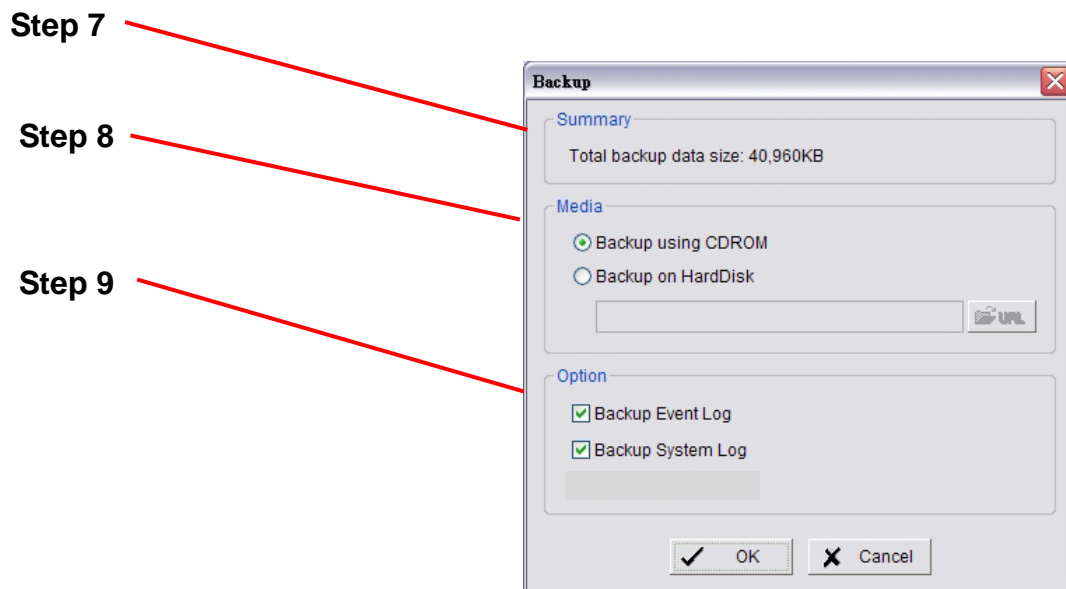 Step 7
Backup
Summary
Total backup data size: 40,960KB
Step 8
Media
Backup using CDROM
Backup on HardDisk
URL
Step 9
Option
Backup Event Log
Backup System Log
OK
Cancel